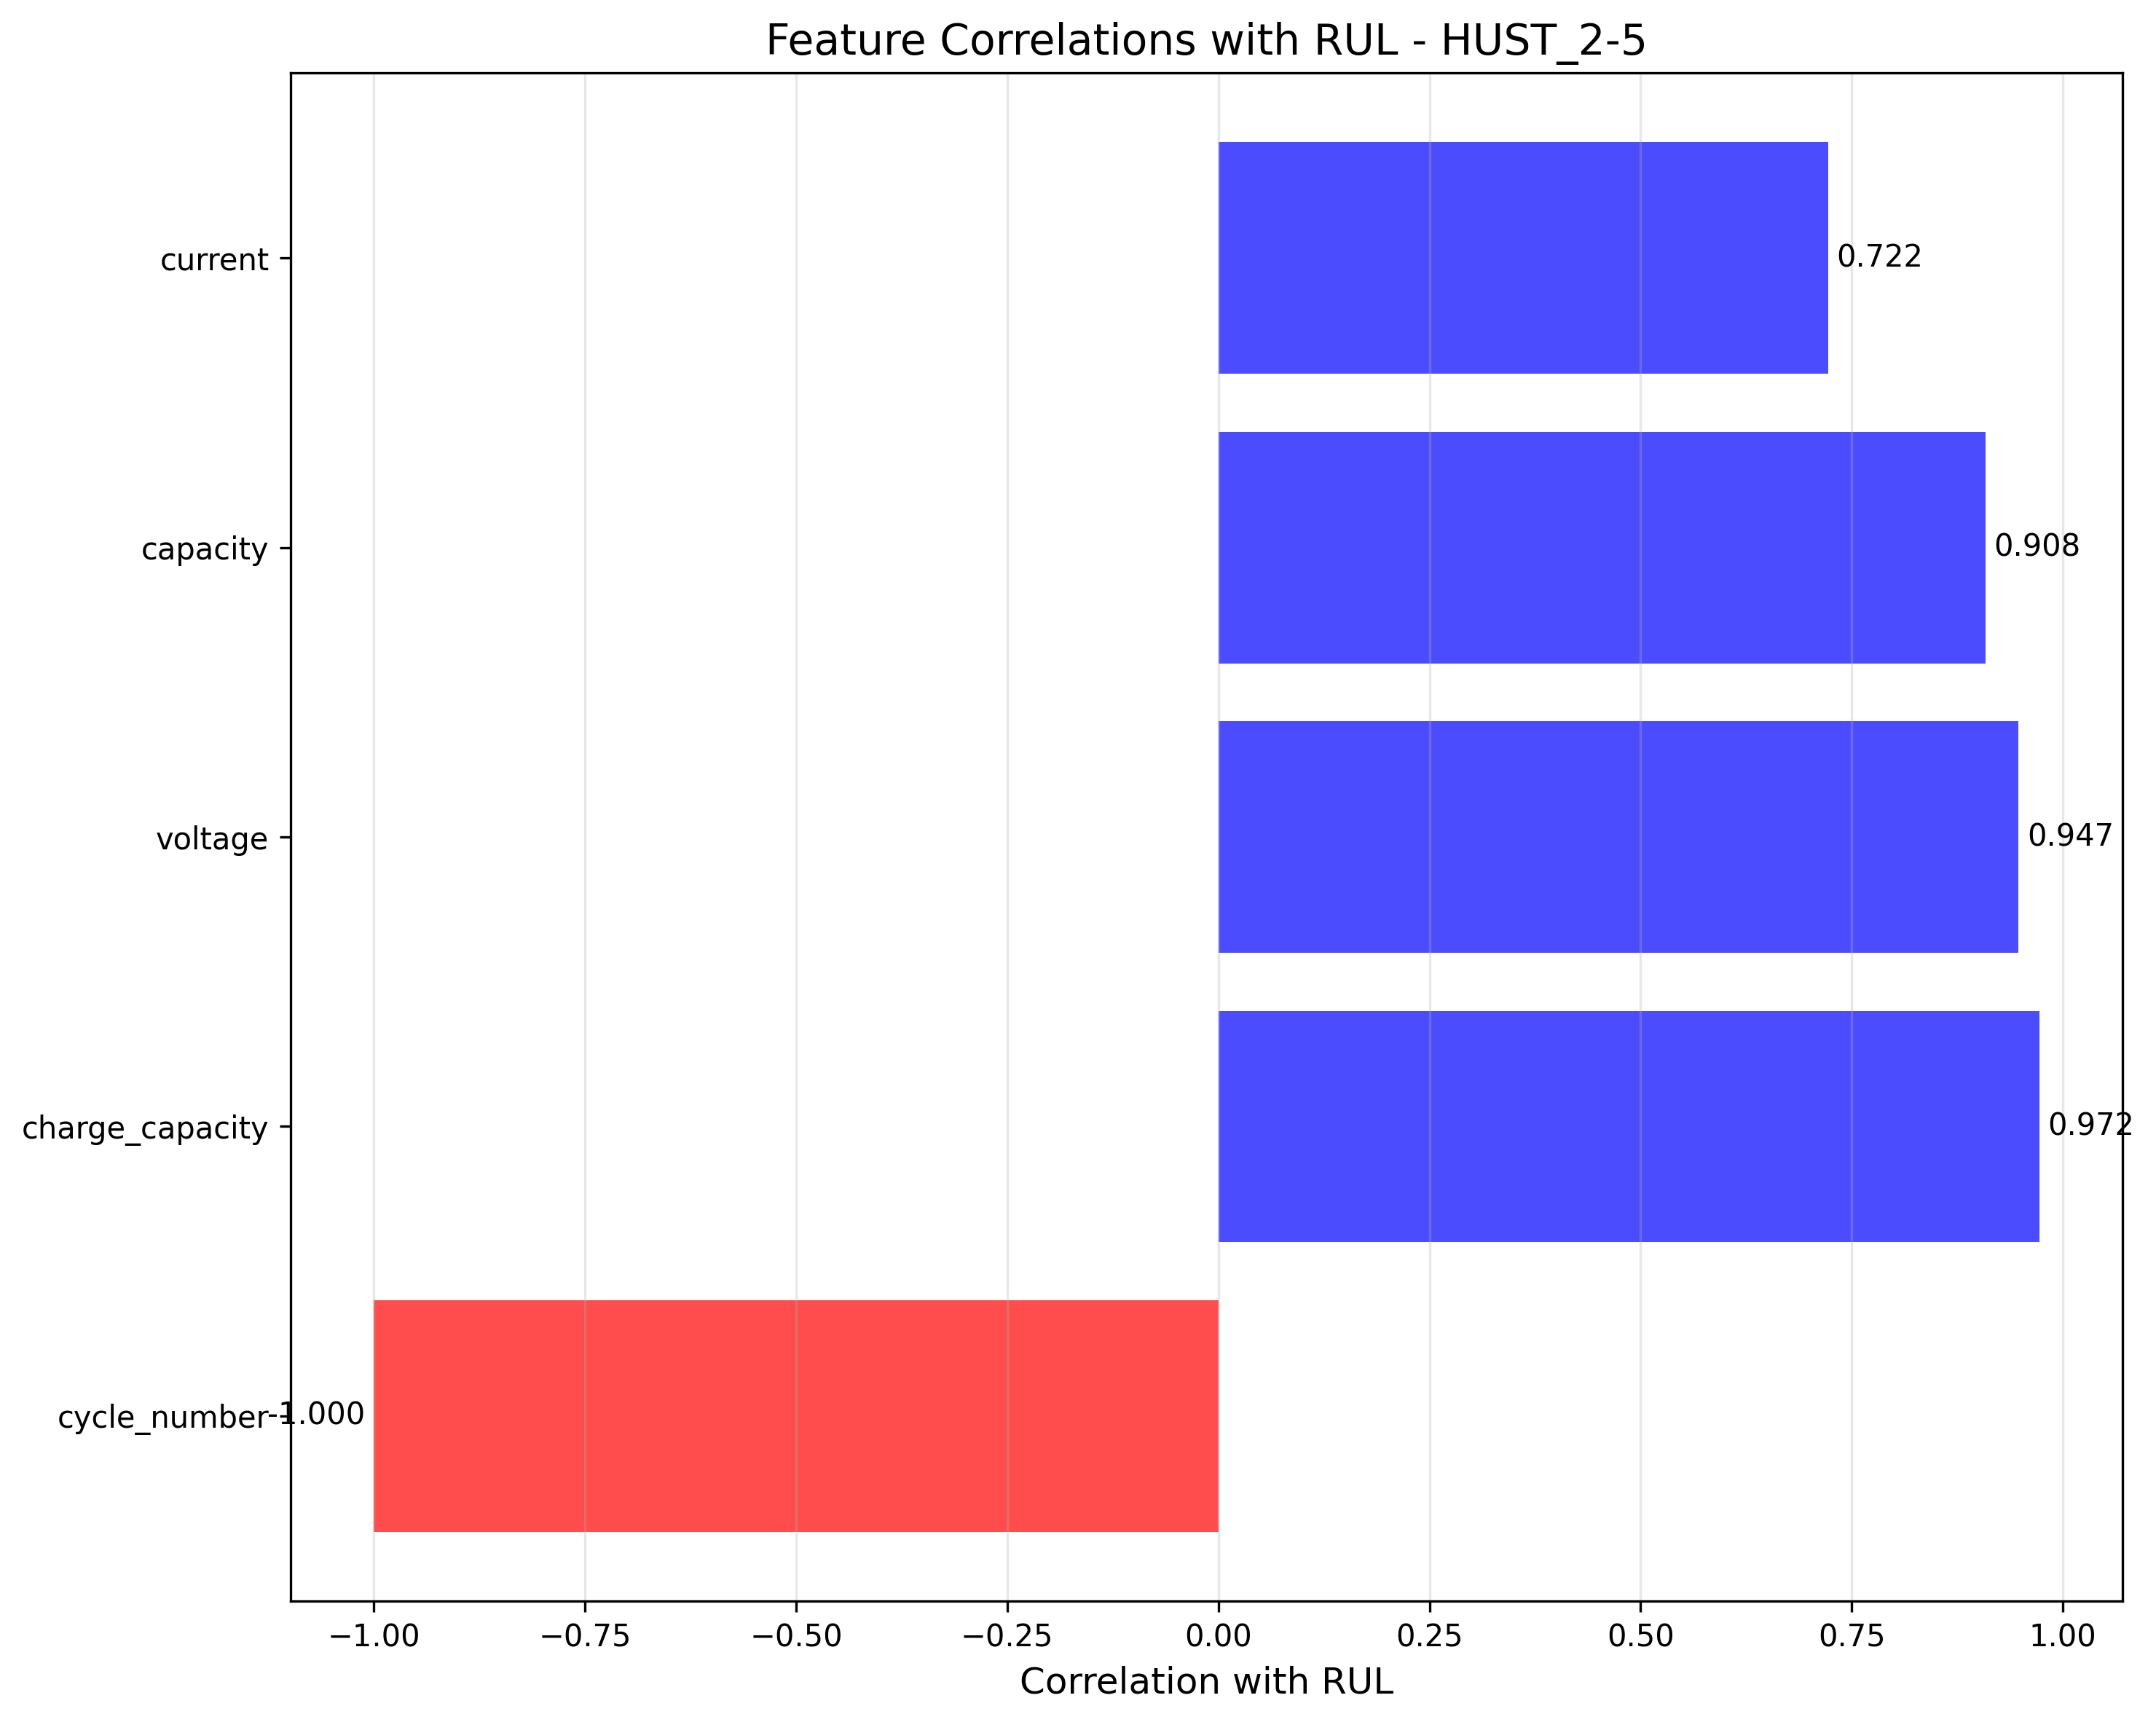 Feature Correlations with RUL - HUST_2-5
current
0.722
capacity
0.908
voltage
0.947
charge_capacity
0.972
cycle_number
-1.000
−1.00 −0.75 −0.50 −0.25 0.00 0.25 0.50 0.75 1.00
Correlation with RUL